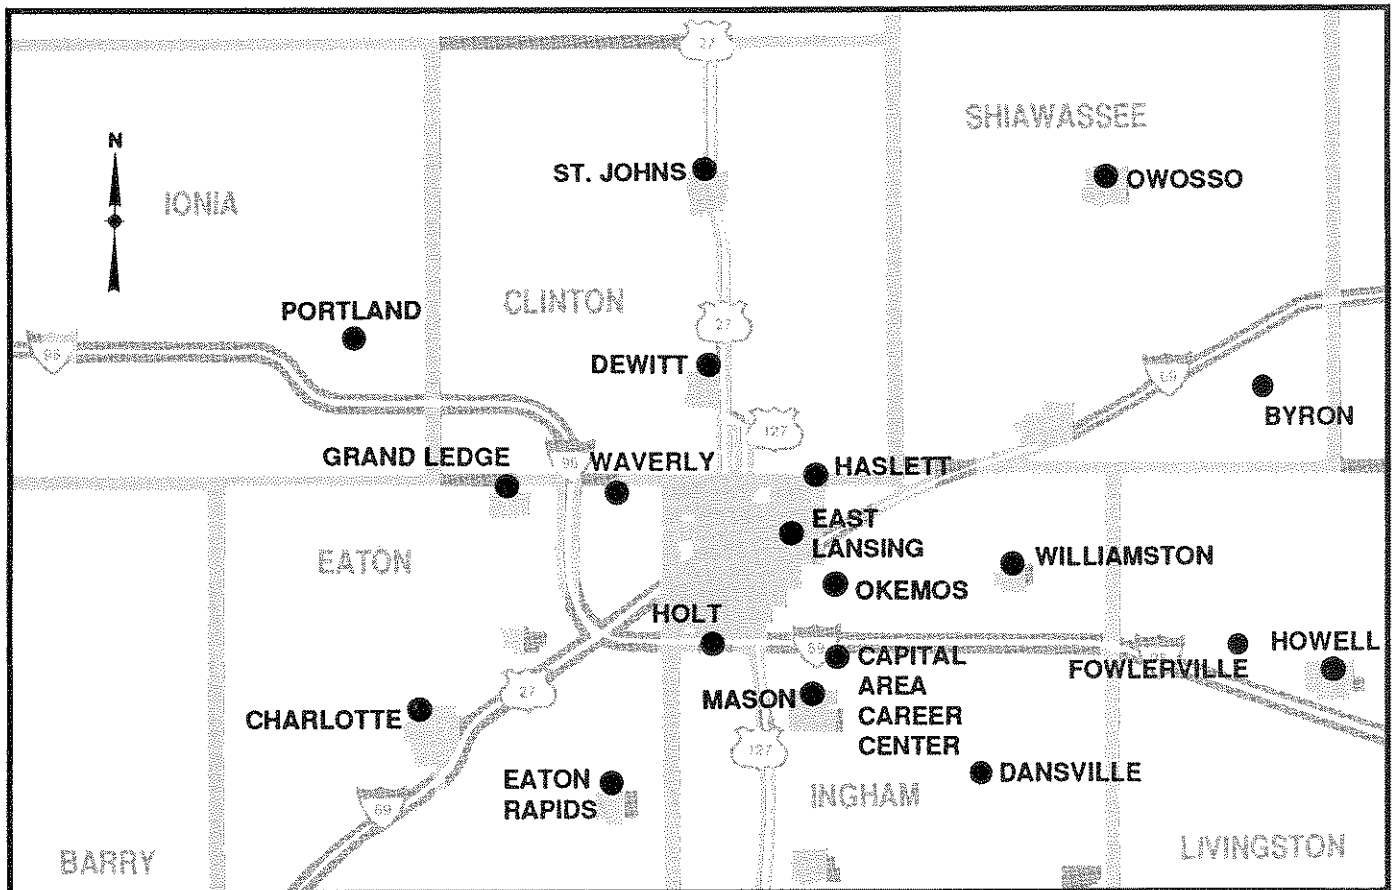 27
SHIAWASSEE
N
ST. JOHNS
OWOSSO
IONIA
PORTLAND
CLINTON
27
96
DEWITT
69
BYRON
127
GRAND LEDGE
96
WAVERLY
HASLETT
EAST
LANSING
EATON
WILLIAMSTON
OKEMOS
HOLT
69
HOWELL
CAPITAL
AREA
CAREER
CENTER
FOWLERVILLE
27
MASON
CHARLOTTE
127
DANSVILLE
EATON
RAPIDS
INGHAM
69
BARRY
LIVINGSTON